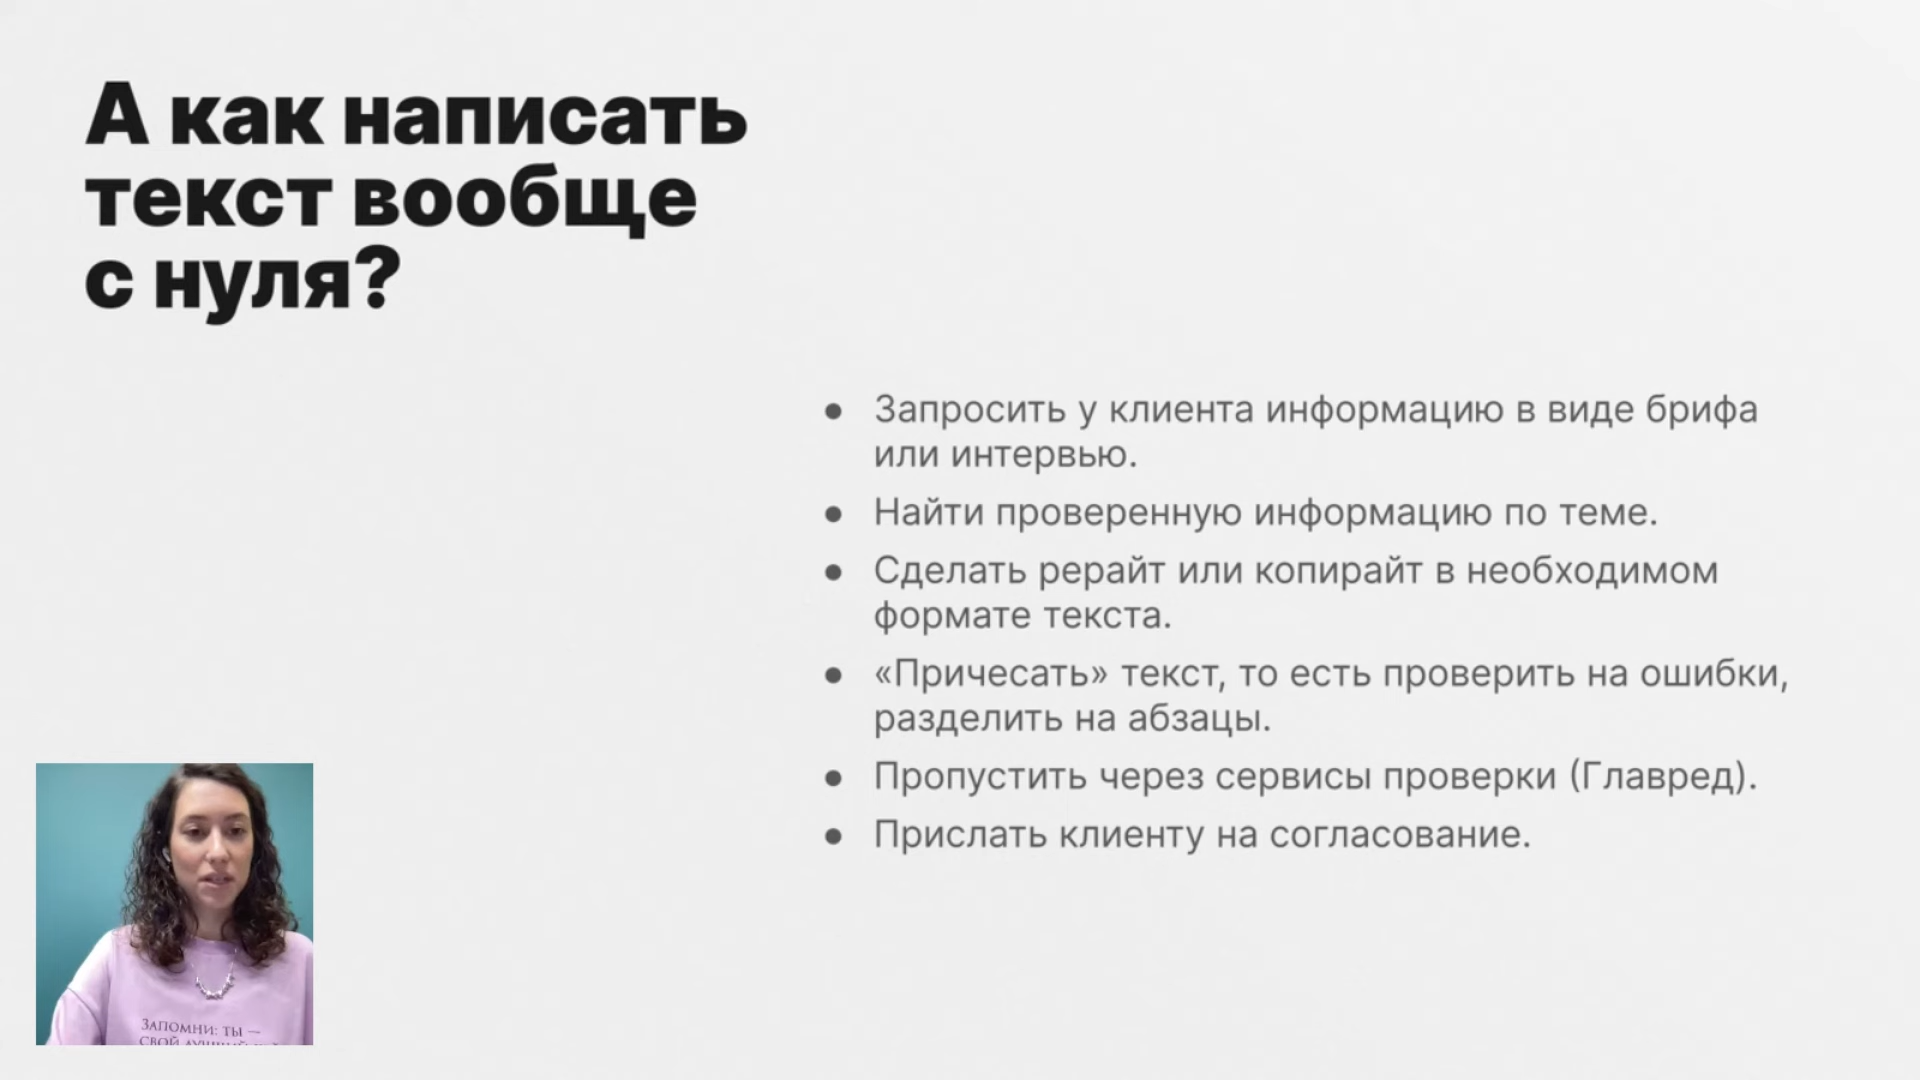 А как написать
текст вообще
с нуля?
● Запросить у клиента информацию в виде брифа
или интервью.
● Найти проверенную информацию по теме.
● Сделать рерайт или копирайт в необходимом
формате текста.
● «Причесать» текст, то есть проверить на ошибки,
разделить на абзацы.
● Пропустить через сервисы проверки (Главред).
● Прислать клиенту на согласование.
Запомни: ты —
свой